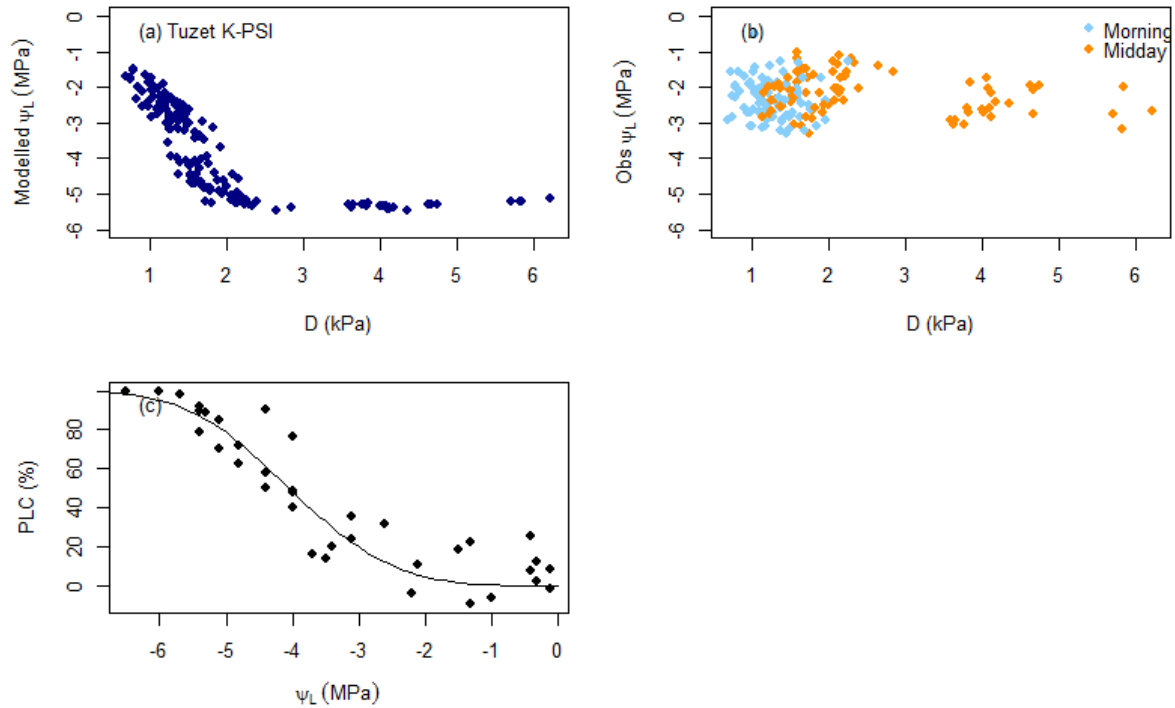 (a) Tuzet K-PSI
Modelled ψL (MPa)
0
-1
-2
-3
-4
-5
-6
1 2 3 4 5 6
D (kPa)
(b)
Morning
Midday
Obs ψL (MPa)
0
-1
-2
-3
-4
-5
-6
1 2 3 4 5 6
D (kPa)
(c)
PLC (%)
80
60
40
20
0
-6 -5 -4 -3 -2 -1 0
ψL (MPa)